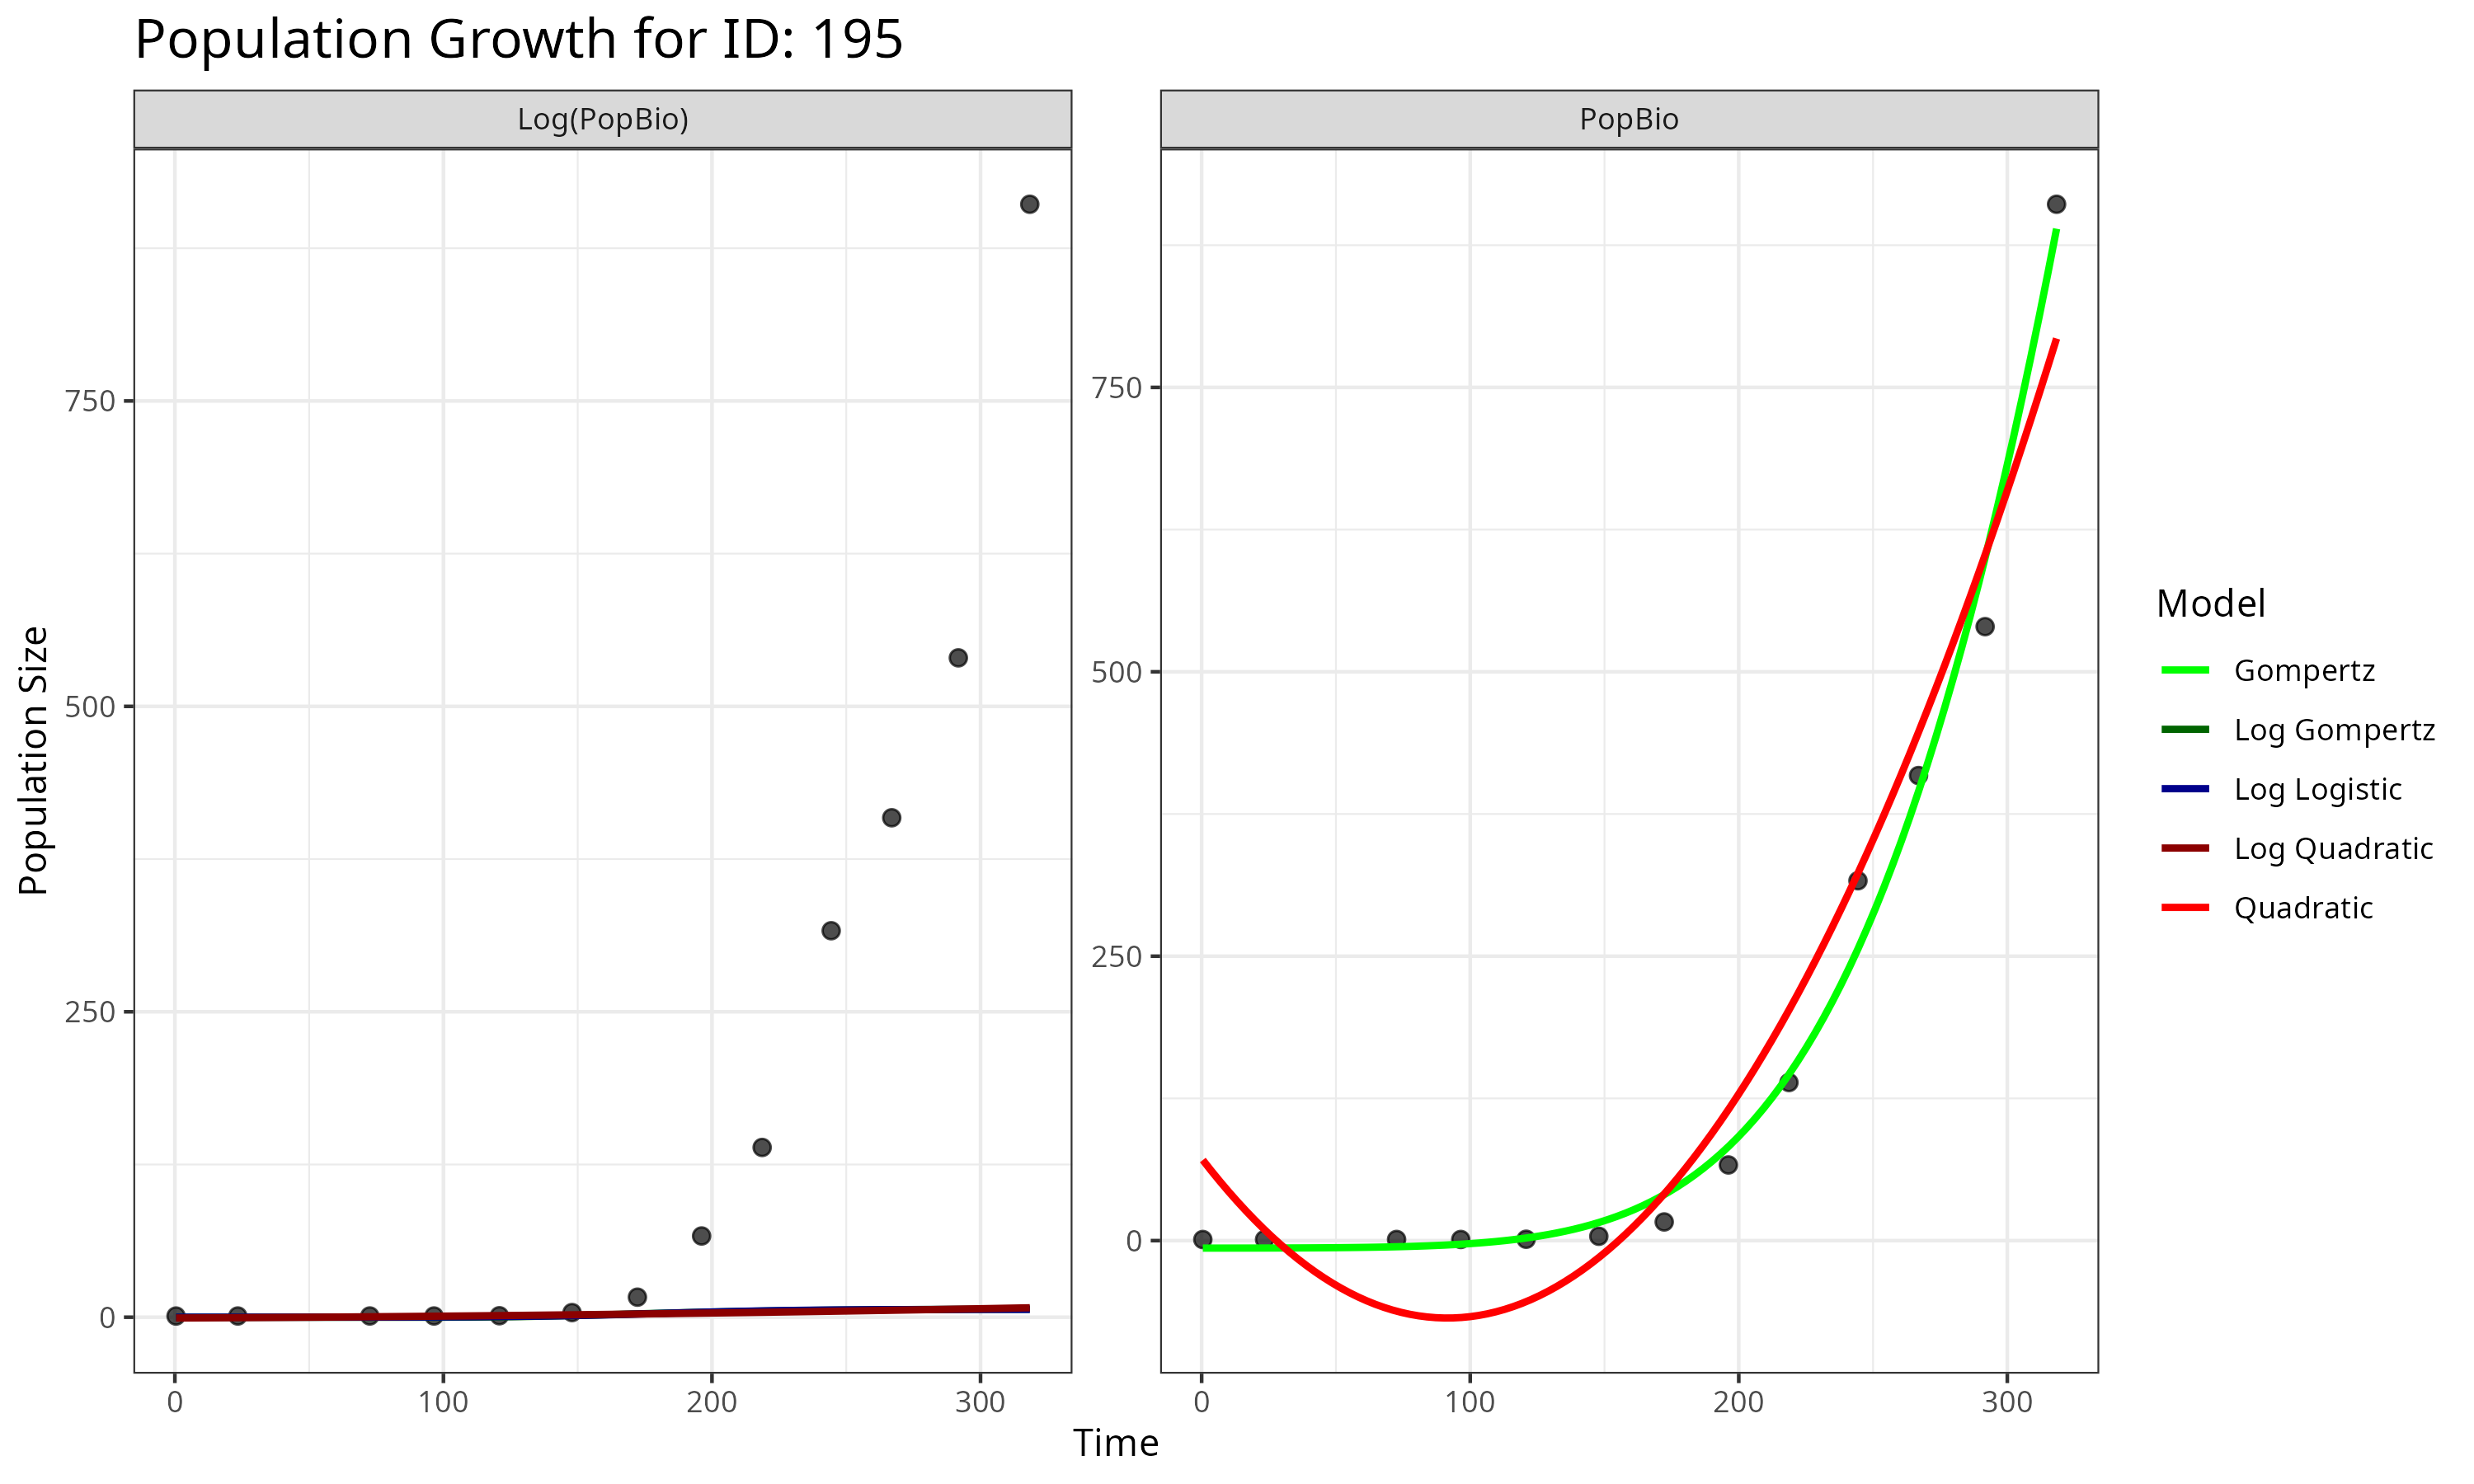 Population Growth for ID: 195
Log(PopBio)
PopBio
Population Size
750
500
250
0
750
500
250
0
0 100 200 300
0 100 200 300
Time
Model
Gompertz
Log Gompertz
Log Logistic
Log Quadratic
Quadratic